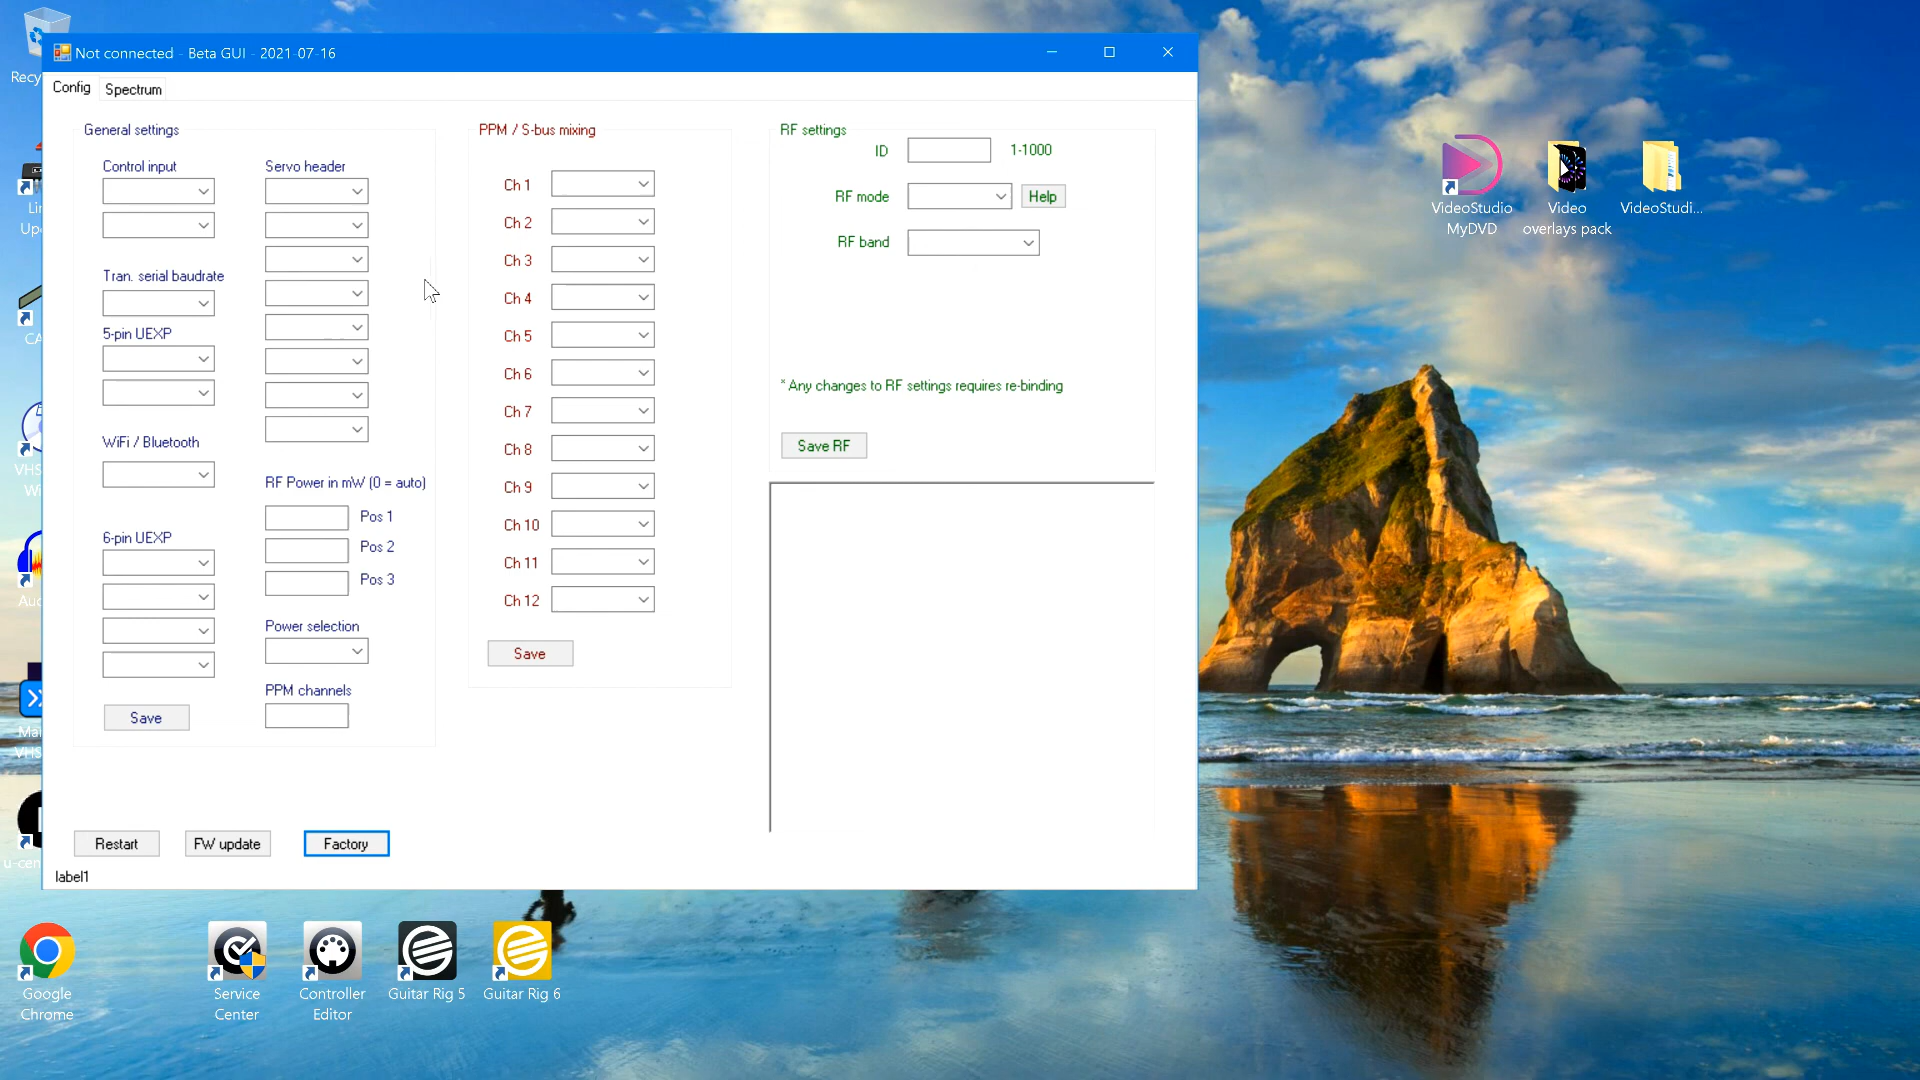 Not connected - Beta GUI - 2021-07-16
Config
Spectrum
General settings
Control input
Servo header
Tran. serial baudrate
5-pin UEXP
WiFi / Bluetooth
RF Power in mW (0 = auto)
Pos 1
Pos 2
Pos 3
6-pin UEXP
Power selection
PPM channels
Save
PPM / S-bus mixing
Ch 1
Ch 2
Ch 3
Ch 4
Ch 5
Ch 6
Ch 7
Ch 8
Ch 9
Ch 10
Ch 11
Ch 12
Save
RF settings
ID
1-1000
RF mode
Help
RF band
* Any changes to RF settings requires re-binding
Save RF
Restart
FW update
Factory
label1
Recy
CA
VHS
Wi
VHS
VideoStudio
MyDVD
Video
overlays pack
VideoStudi...
Google
Chrome
Service
Center
Controller
Editor
Guitar Rig 5
Guitar Rig 6